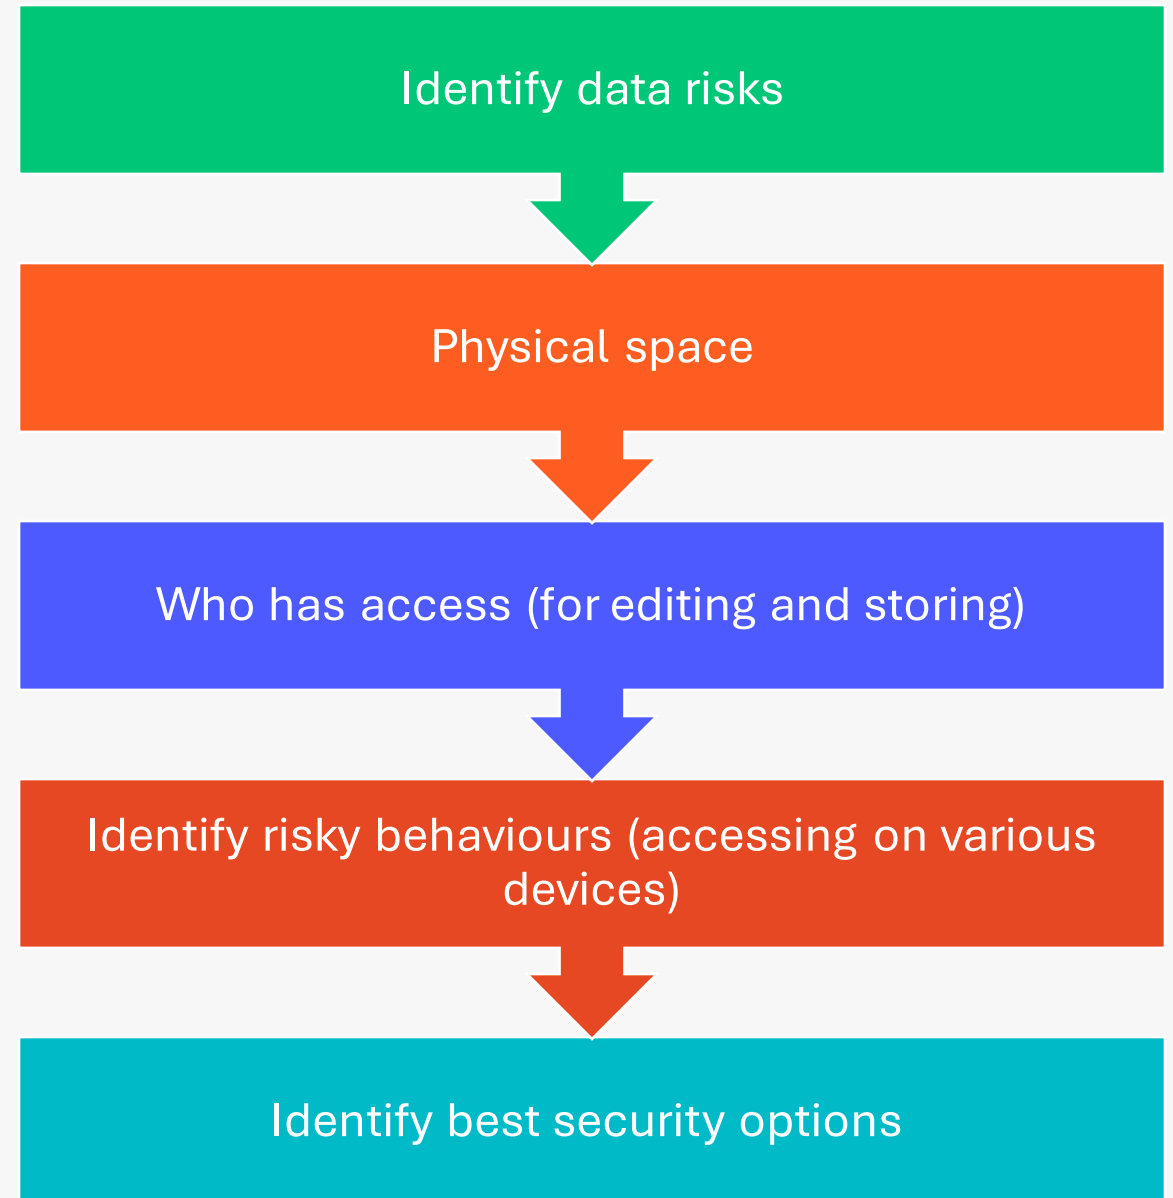 Identify data risks
Physical space
Who has access (for editing and storing)
Identify risky behaviours (accessing on various
devices)
Identify best security options